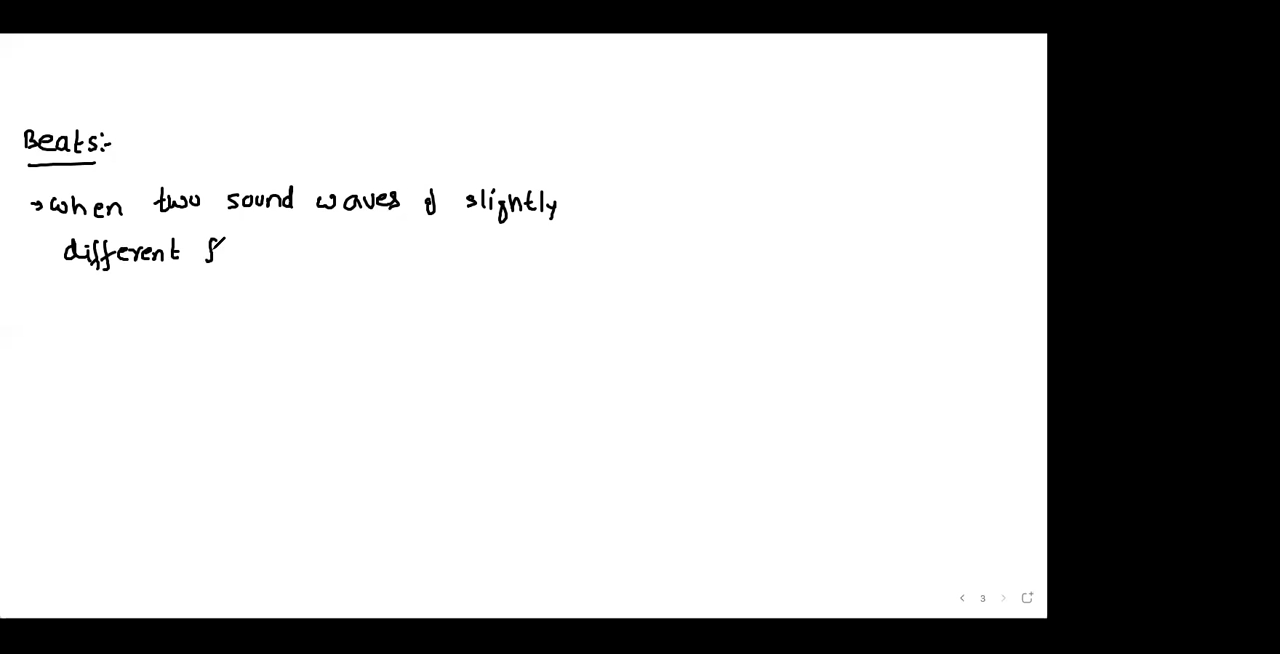 Beats:-
→ when two sound waves of slightly
different f
3